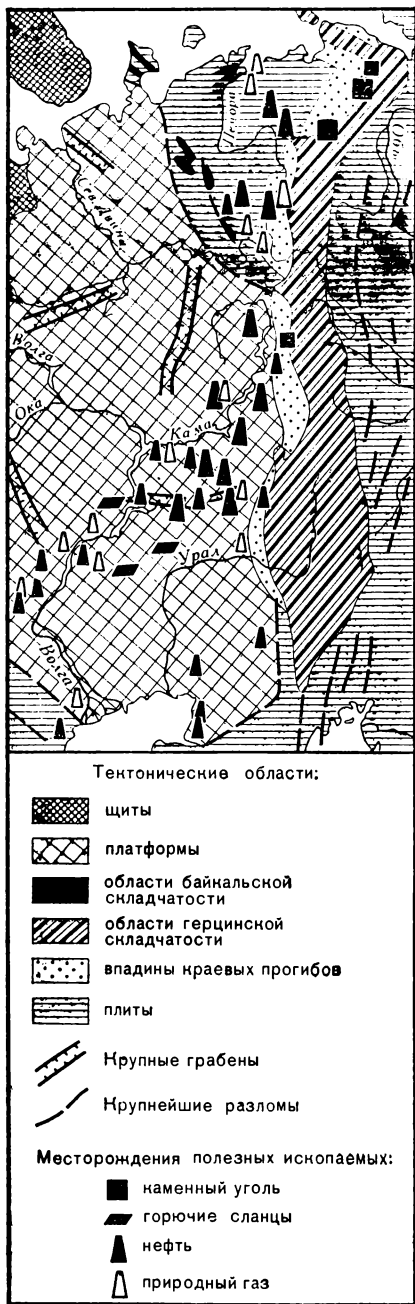 Печора
Обь
Сев. Двина
Волга
Ока
Кама
Урал
Волга
Тектонические области:
щиты
платформы
области байкальской
складчатости
области герцинской
складчатости
впадины краевых прогибов
плиты
Крупные грабены
Крупнейшие разломы
Месторождения полезных ископаемых:
каменный уголь
горючие сланцы
нефть
природный газ